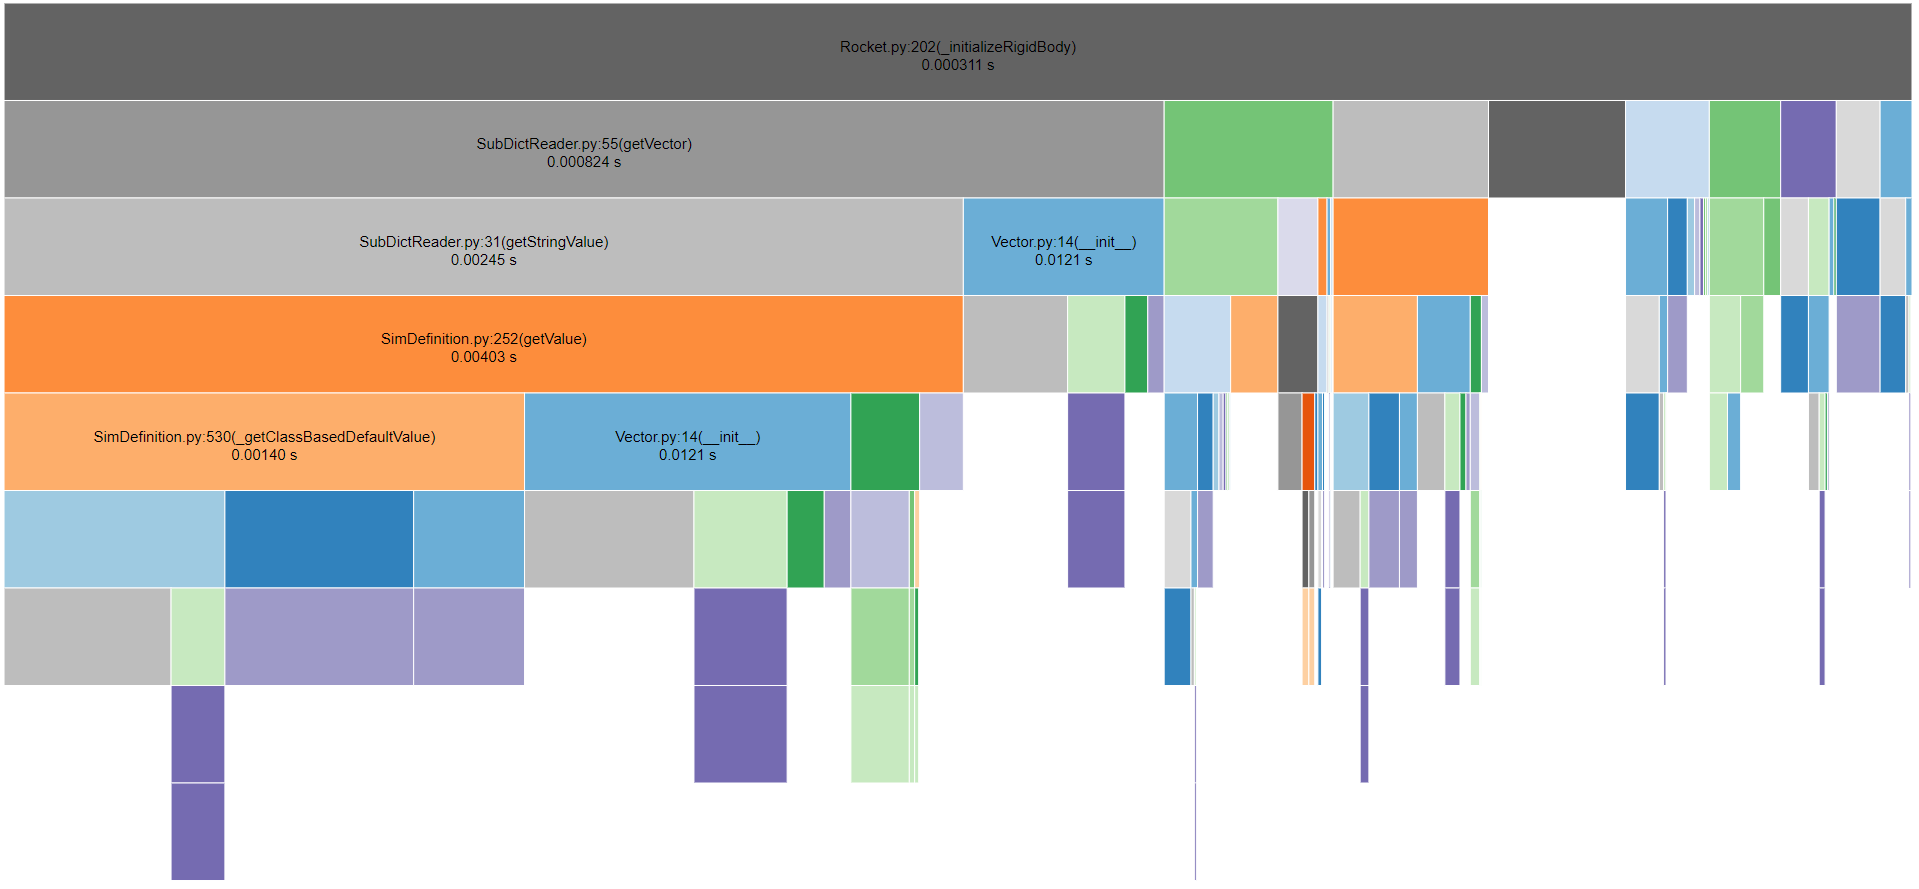 Rocket.py:202(_initializeRigidBody)
0.000311 s
SubDictReader.py:55(getVector)
0.000824 s
SubDictReader.py:31(getStringValue)
0.00245 s
Vector.py:14(__init__)
0.0121 s
SimDefinition.py:252(getValue)
0.00403 s
SimDefinition.py:530(_getClassBasedDefaultValue)
0.00140 s
Vector.py:14(__init__)
0.0121 s